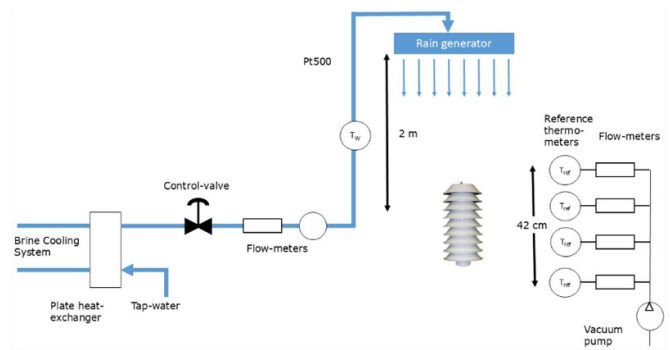 Rain generator
Pt500
T_W
2 m
Reference
thermo-
meters
Flow-meters
T_ref
T_ref
T_ref
T_ref
42 cm
Control-valve
Flow-meters
Brine Cooling
System
Plate heat-
exchanger
Tap-water
Vacuum
pump